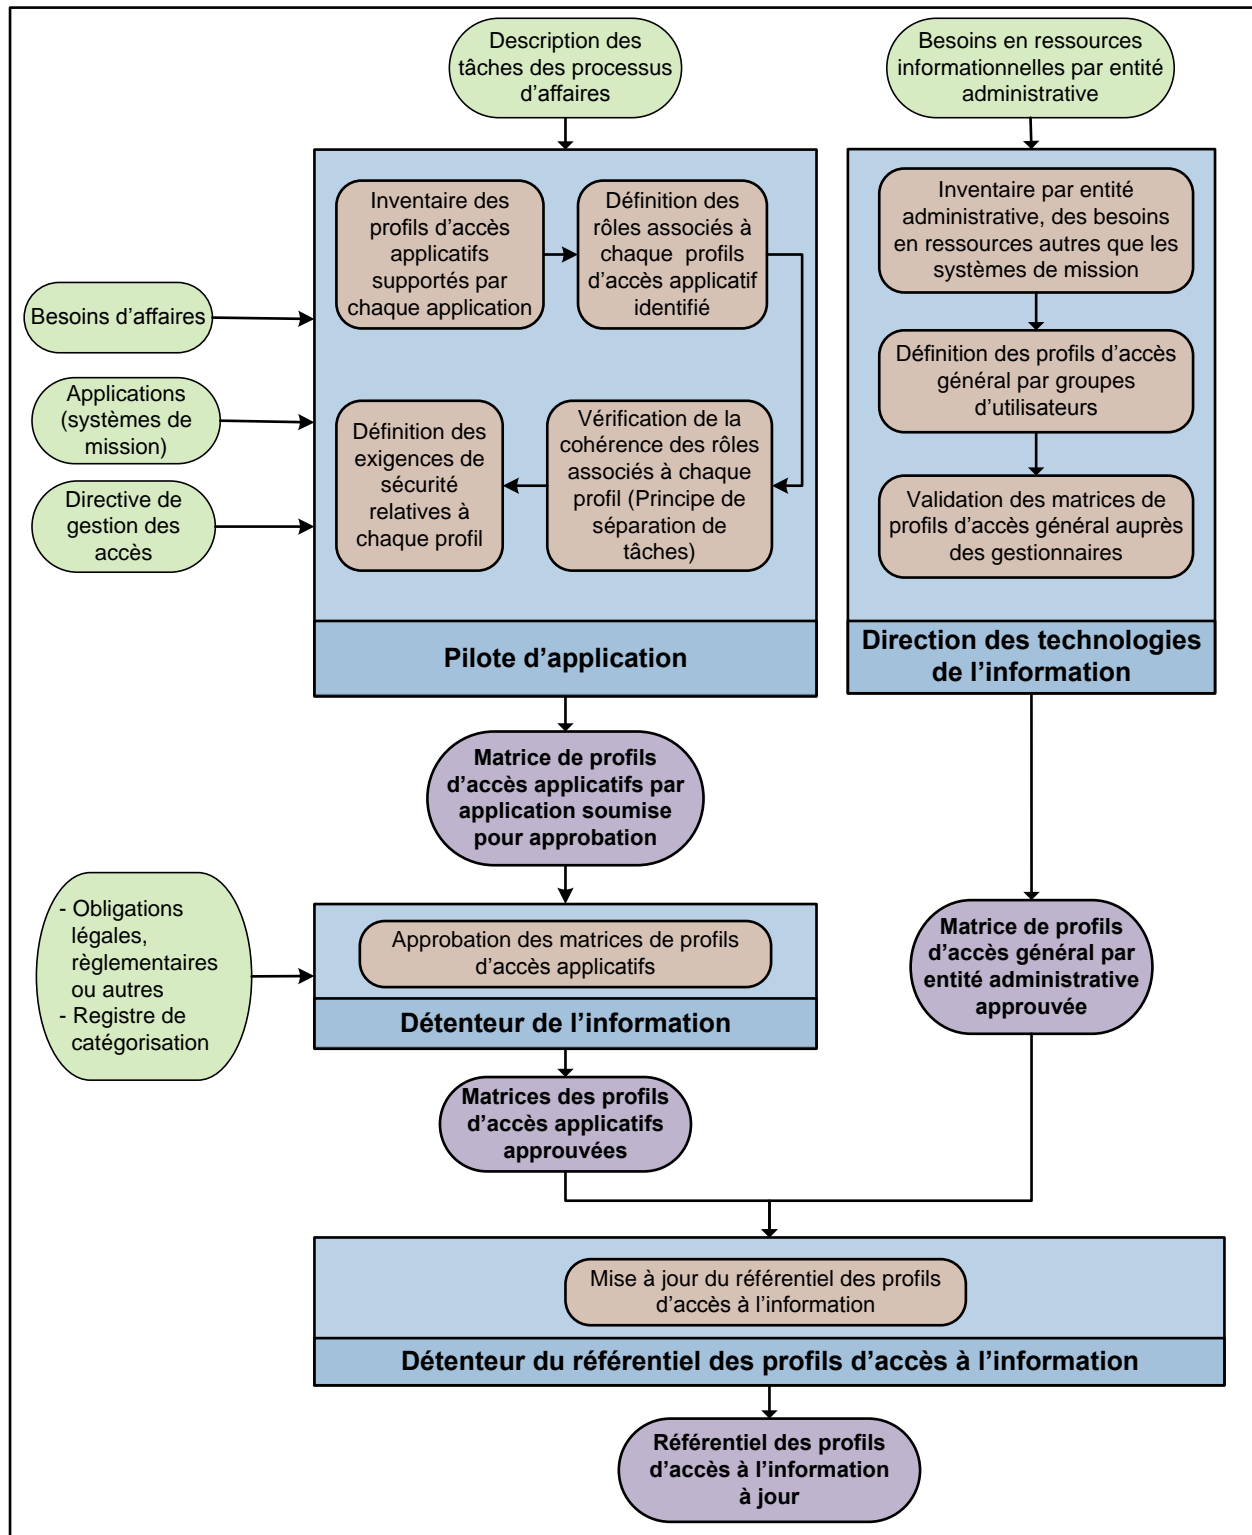 Description des
tâches des processus
d'affaires
Besoins en ressources
informationnelles par entité
administrative
Inventaire des
profils d'accès
applicatifs
supportés par
chaque application
Définition des
rôles associés à
chaque profils
d'accès applicatif
identifié
Inventaire par entité
administrative, des besoins
en ressources autres que les
systèmes de mission
Besoins d'affaires
Définition des profils d'accès
général par groupes
d'utilisateurs
Applications
(systèmes de
mission)
Définition des
exigences de
sécurité
relatives à
chaque profil
Vérification de la
cohérence des rôles
associés à chaque
profil (Principe de
séparation de
tâches)
Directive de
gestion des
accès
Validation des matrices de
profils d'accès général auprès
des gestionnaires
Pilote d'application
Direction des technologies
de l'information
Matrice de profils
d'accès applicatifs par
application soumise
pour approbation
- Obligations
légales,
règlementaires
ou autres
- Registre de
catégorisation
Approbation des matrices de profils
d'accès applicatifs
Détenteur de l'information
Matrice de profils
d'accès général par
entité administrative
approuvée
Matrices des profils
d'accès applicatifs
approuvées
Mise à jour du référentiel des profils
d'accès à l'information
Détenteur du référentiel des profils d'accès à l'information
Référentiel des profils
d'accès à l'information
à jour